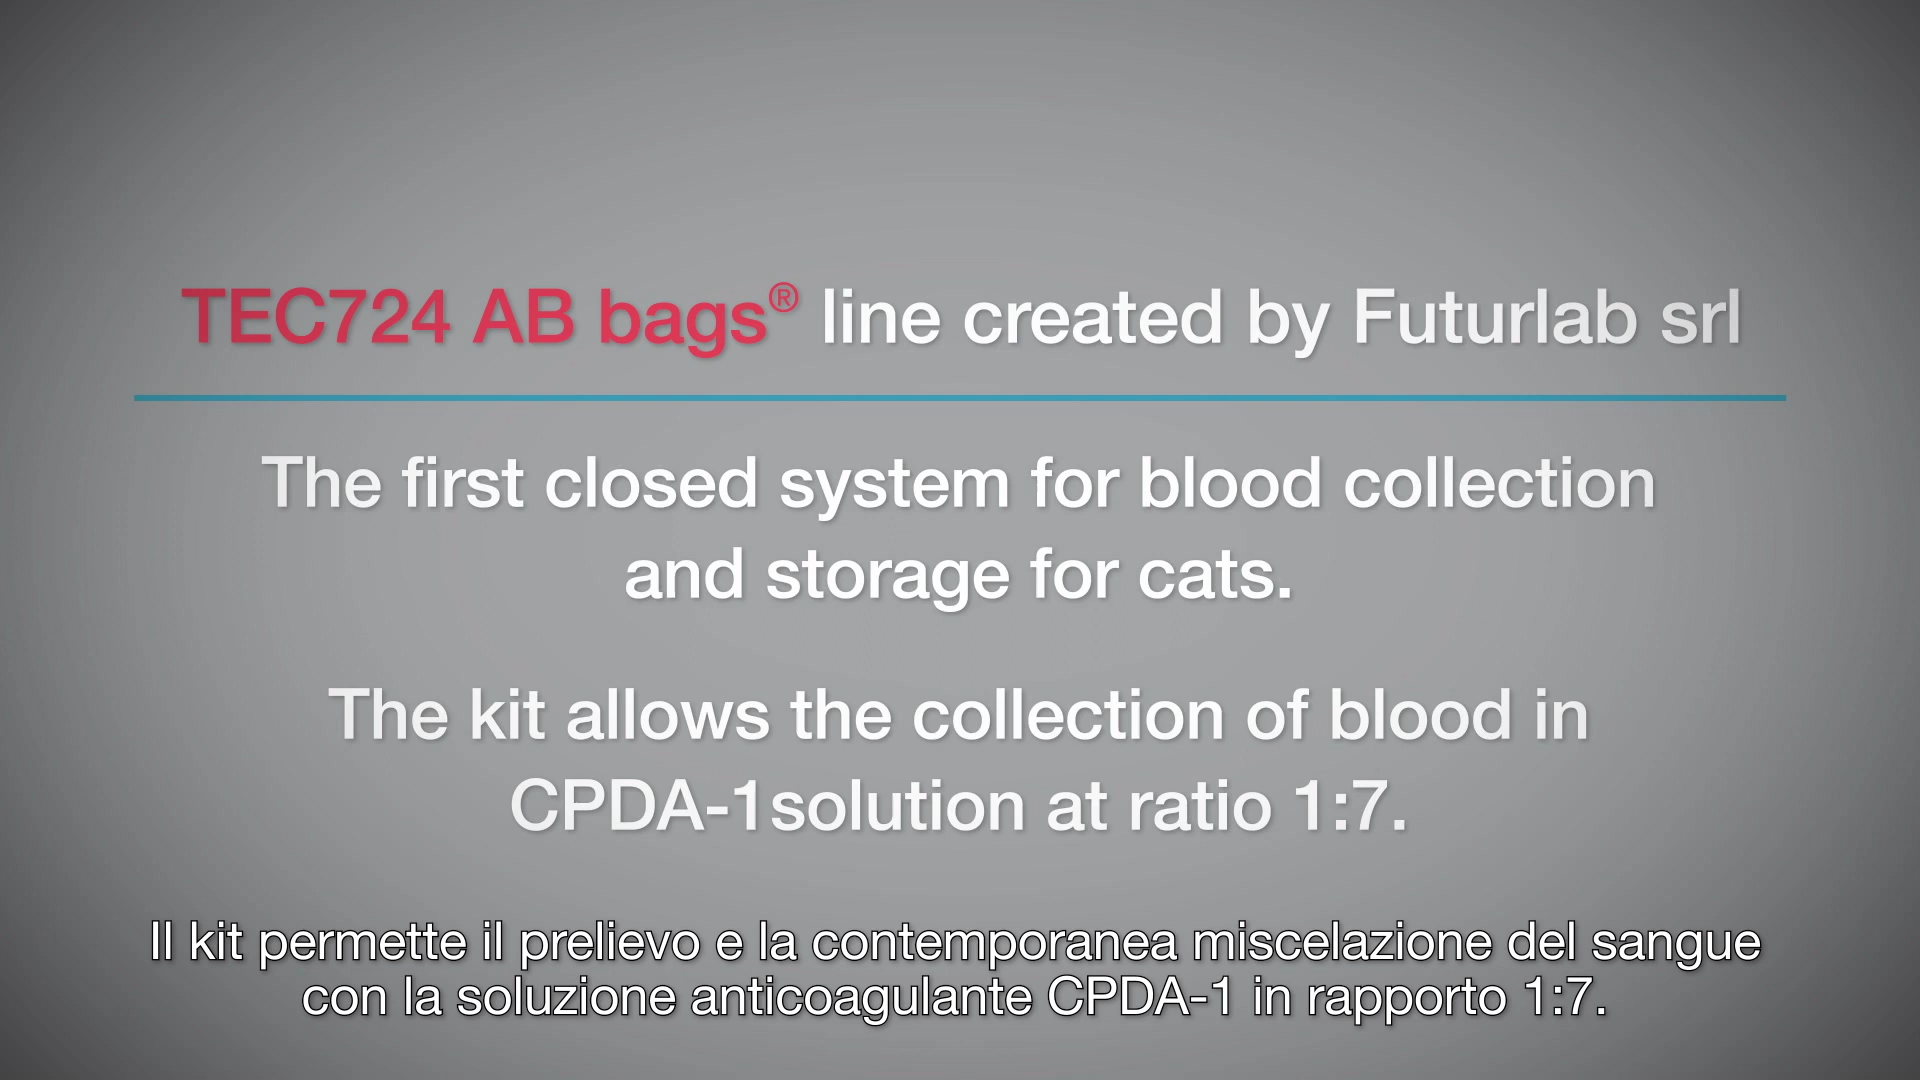 TEC724 AB bags® line created by Futurlab srl
The first closed system for blood collection
and storage for cats.
The kit allows the collection of blood in
CPDA-1solution at ratio 1:7.
Il kit permette il prelievo e la contemporanea miscelazione del sangue
con la soluzione anticoagulante CPDA-1 in rapporto 1:7.